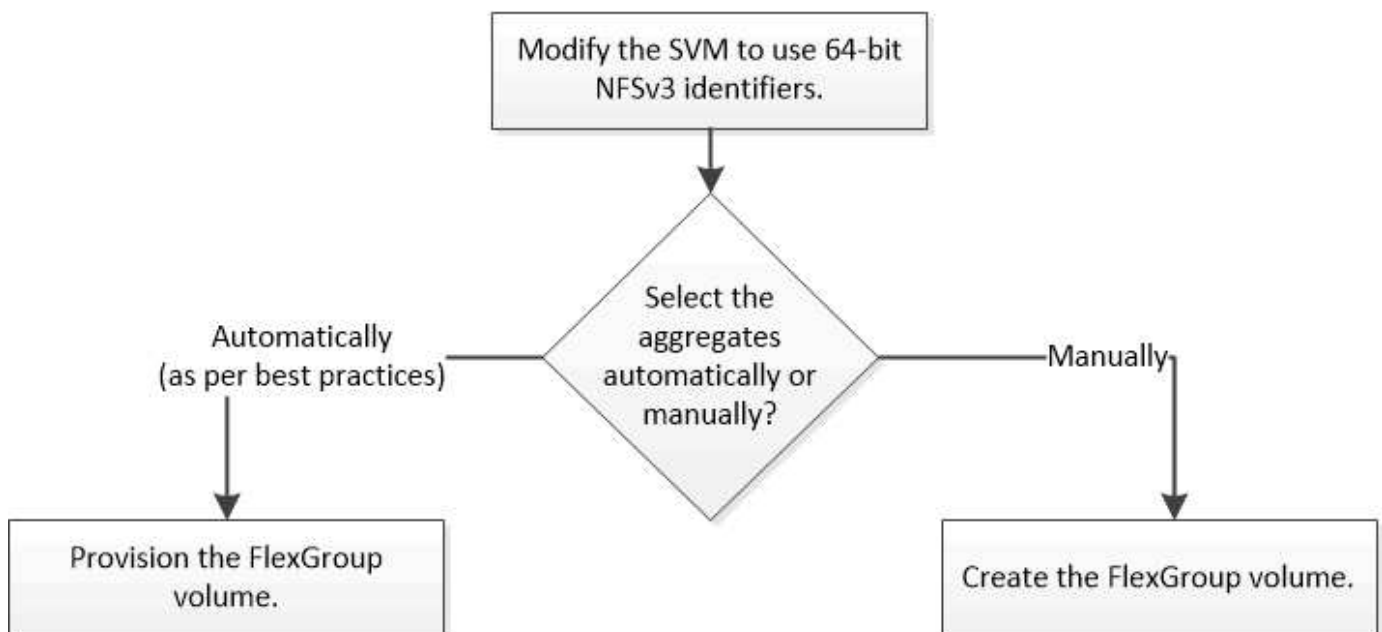 Modify the SVM to use 64-bit
NFSv3 identifiers.
Select the
aggregates
automatically or
manually?
Automatically
(as per best practices)
Manually
Provision the FlexGroup
volume.
Create the FlexGroup volume.